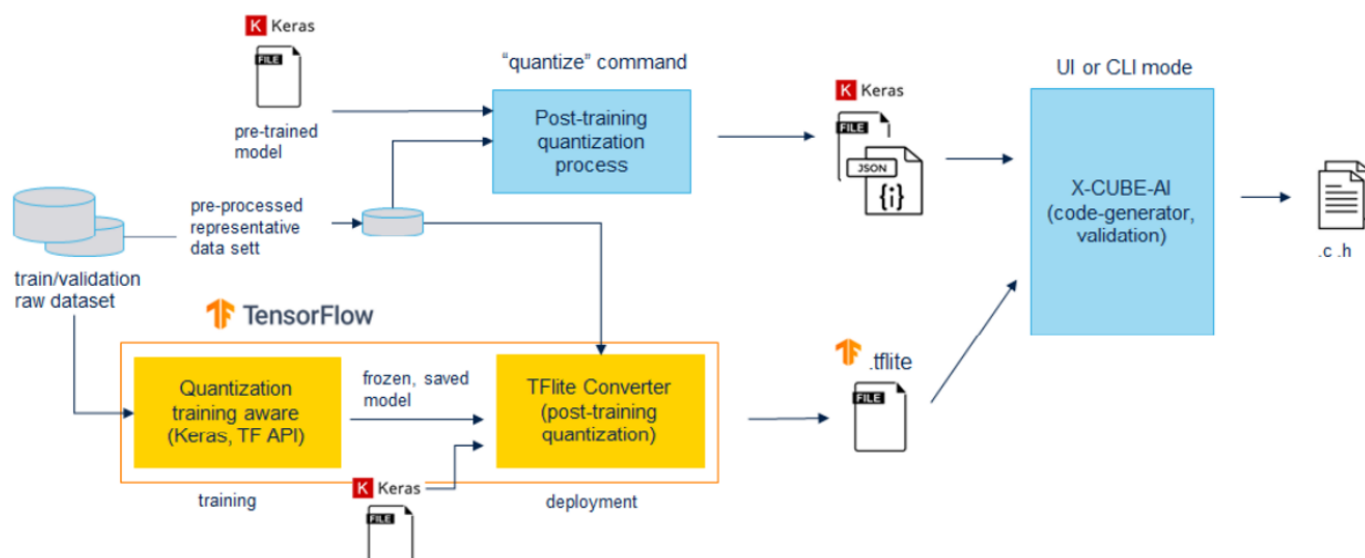 K Keras
FILE
pre-trained
model
"quantize" command
Post-training
quantization
process
K Keras
FILE
JSON
{i}
UI or CLI mode
X-CUBE-AI
(code-generator,
validation)
.c .h
pre-processed
representative
data sett
train/validation
raw dataset
TensorFlow
Quantization
training aware
(Keras, TF API)
frozen, saved
model
TFlite Converter
(post-training
quantization)
.tflite
FILE
training
K Keras
FILE
deployment